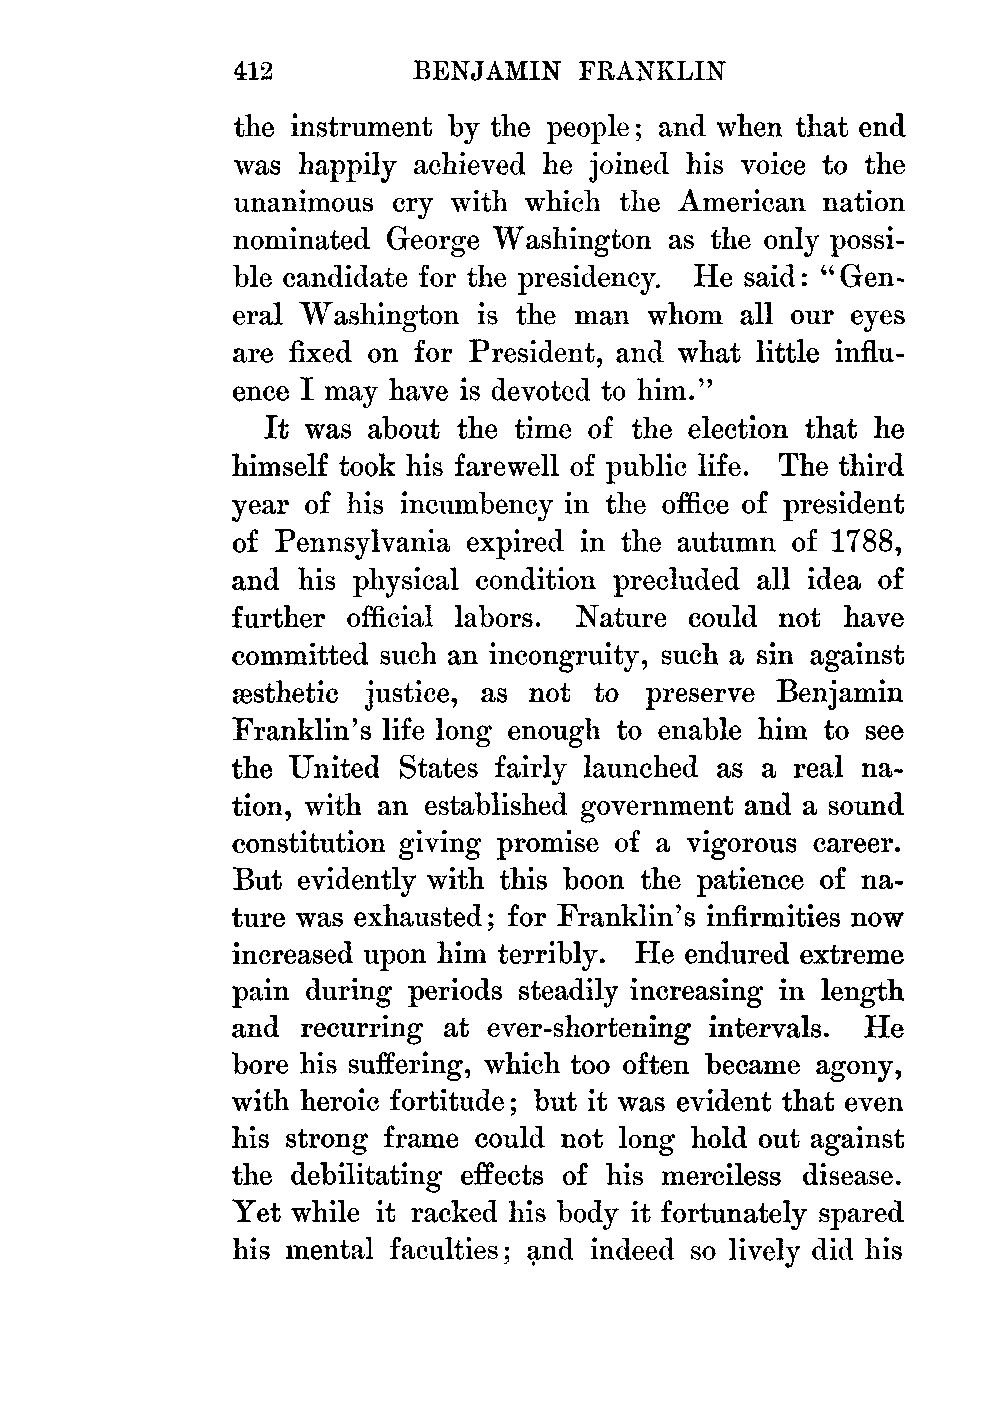 412 BENJAMIN FRANKLIN
the instrument by the people; and when that end
was happily achieved he joined his voice to the
unanimous cry with which the American nation
nominated George Washington as the only possi-
ble candidate for the presidency. He said: “Gen-
eral Washington is the man whom all our eyes
are fixed on for President, and what little influ-
ence I may have is devoted to him.”
It was about the time of the election that he
himself took his farewell of public life. The third
year of his incumbency in the office of president
of Pennsylvania expired in the autumn of 1788,
and his physical condition precluded all idea of
further official labors. Nature could not have
committed such an incongruity, such a sin against
æsthetic justice, as not to preserve Benjamin
Franklin’s life long enough to enable him to see
the United States fairly launched as a real na-
tion, with an established government and a sound
constitution giving promise of a vigorous career.
But evidently with this boon the patience of na-
ture was exhausted; for Franklin’s infirmities now
increased upon him terribly. He endured extreme
pain during periods steadily increasing in length
and recurring at ever-shortening intervals. He
bore his suffering, which too often became agony,
with heroic fortitude; but it was evident that even
his strong frame could not long hold out against
the debilitating effects of his merciless disease.
Yet while it racked his body it fortunately spared
his mental faculties; and indeed so lively did his